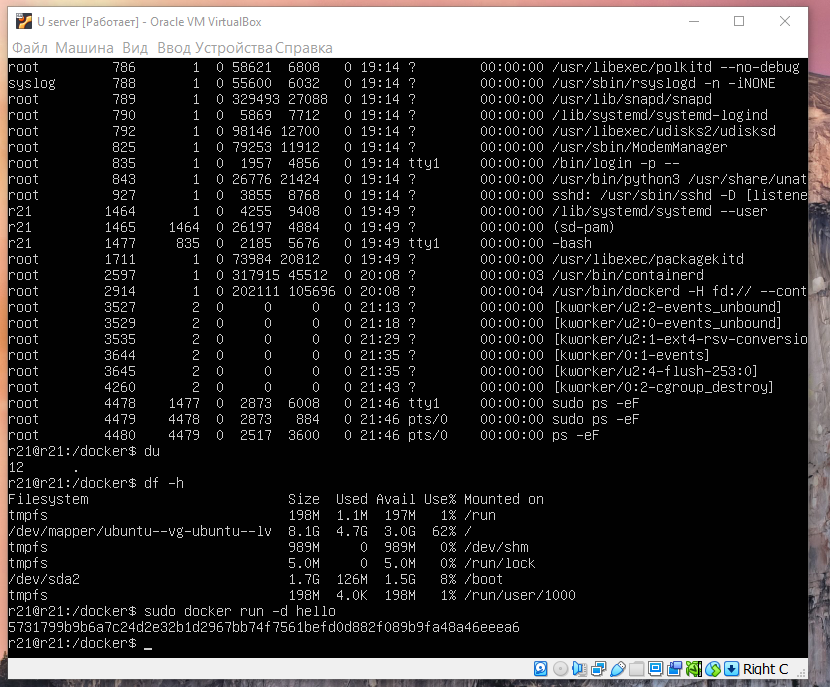 U server [Работает] - Oracle VM VirtualBox
Файл Машина Вид Ввод Устройства Справка
root 786 1 0 58621 6808 0 19:14 ? 00:00:00 /usr/libexec/polkitd --no-debug
syslog 788 1 0 55600 6032 0 19:14 ? 00:00:00 /usr/sbin/rsyslogd -n -iNONE
root 789 1 0 329493 27088 0 19:14 ? 00:00:00 /usr/lib/snapd/snapd
root 790 1 0 5869 7712 0 19:14 ? 00:00:00 /lib/systemd/systemd-logind
root 792 1 0 98146 12700 0 19:14 ? 00:00:00 /usr/libexec/udisks2/udisksd
root 825 1 0 79253 11912 0 19:14 ? 00:00:00 /usr/sbin/ModemManager
root 835 1 0 1957 4856 0 19:14 tty1 00:00:00 /bin/login -p --
root 843 1 0 26776 21424 0 19:14 ? 00:00:00 /usr/bin/python3 /usr/share/unat
root 927 1 0 3855 8768 0 19:14 ? 00:00:00 sshd: /usr/sbin/sshd -D [listene
r21 1464 1 0 4255 9408 0 19:49 ? 00:00:00 /lib/systemd/systemd --user
r21 1465 1464 0 26197 4884 0 19:49 ? 00:00:00 (sd-pam)
r21 1477 835 0 2185 5676 0 19:49 tty1 00:00:00 -bash
root 1711 1 0 73984 20812 0 19:57 ? 00:00:00 /usr/libexec/packagekitd
root 2597 1 0 317915 45512 0 20:08 ? 00:00:03 /usr/bin/containerd
root 2914 1 0 202111 105696 0 20:08 ? 00:00:04 /usr/bin/dockerd -H fd:// --cont
root 3527 2 0 0 0 0 21:13 ? 00:00:00 [kworker/u2:2-events_unbound]
root 3529 2 0 0 0 0 21:18 ? 00:00:00 [kworker/u2:0-events_unbound]
root 3535 2 0 0 0 0 21:29 ? 00:00:00 [kworker/u2:1-ext4-rsv-conversio
root 3644 2 0 0 0 0 21:35 ? 00:00:00 [kworker/0:1-events]
root 3645 2 0 0 0 0 21:35 ? 00:00:00 [kworker/u2:4-flush-253:0]
root 4260 2 0 0 0 0 21:43 ? 00:00:00 [kworker/0:2-cgroup_destroy]
root 4478 1477 0 2873 6008 0 21:46 tty1 00:00:00 sudo ps -eF
root 4479 4478 0 2873 884 0 21:46 pts/0 00:00:00 sudo ps -eF
root 4480 4479 0 2517 3600 0 21:46 pts/0 00:00:00 ps -eF
r21@r21:/docker$ du
12 .
r21@r21:/docker$ df -h
Filesystem Size Used Avail Use% Mounted on
tmpfs 198M 1.1M 197M 1% /run
/dev/mapper/ubuntu--vg-ubuntu--lv 8.1G 4.7G 3.0G 62% /
tmpfs 989M 0 989M 0% /dev/shm
tmpfs 5.0M 0 5.0M 0% /run/lock
/dev/sda2 1.7G 126M 1.5G 8% /boot
tmpfs 198M 4.0K 198M 1% /run/user/1000
r21@r21:/docker$ sudo docker run -d hello
5731799b9b6a7c24d2e32b1d2967bb74f7561befd0d882f089b9fa48a46eeea6
r21@r21:/docker$ _
Right C